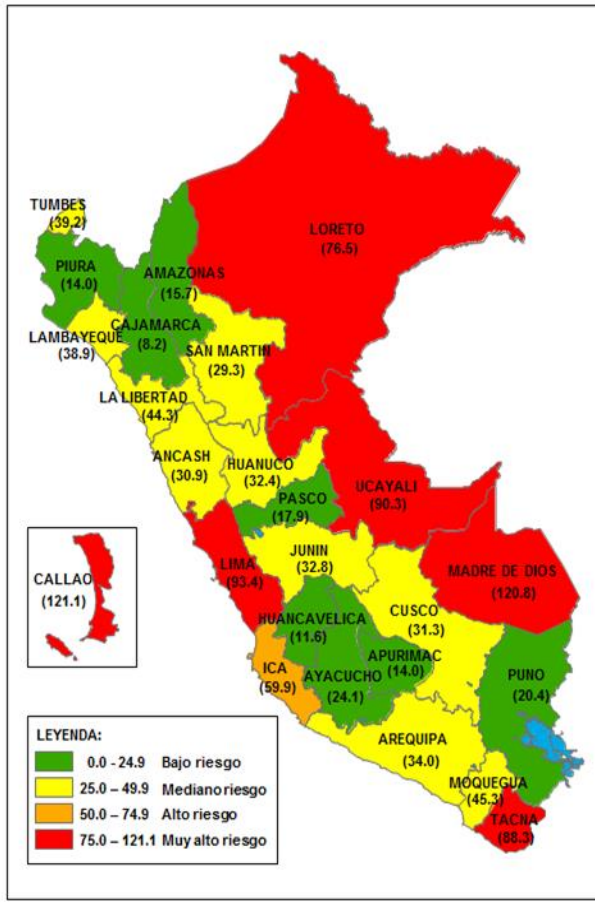 TUMBES
(39.2)
LORETO
(76.5)
PIURA
(14.0)
AMAZONAS
(15.7)
LAMBAYEQUE
(38.9)
CAJAMARCA
(8.2)
SAN MARTIN
(29.3)
LA LIBERTAD
(44.3)
ANCASH
(30.9)
HUANUCO
(32.4)
PASCO
(17.9)
UCAYALI
(90.3)
LIMA
(93.4)
JUNIN
(32.8)
MADRE DE DIOS
(120.8)
CALLAO
(121.1)
CUSCO
(31.3)
HUANCAVELICA
(11.6)
APURIMAC
(14.0)
ICA
(59.9)
AYACUCHO
(24.1)
PUNO
(20.4)
AREQUIPA
(34.0)
MOQUEGUA
(45.3)
TACNA
(88.3)
LEYENDA:
0.0 - 24.9 Bajo riesgo
25.0 – 49.9 Mediano riesgo
50.0 – 74.9 Alto riesgo
75.0 – 121.1 Muy alto riesgo